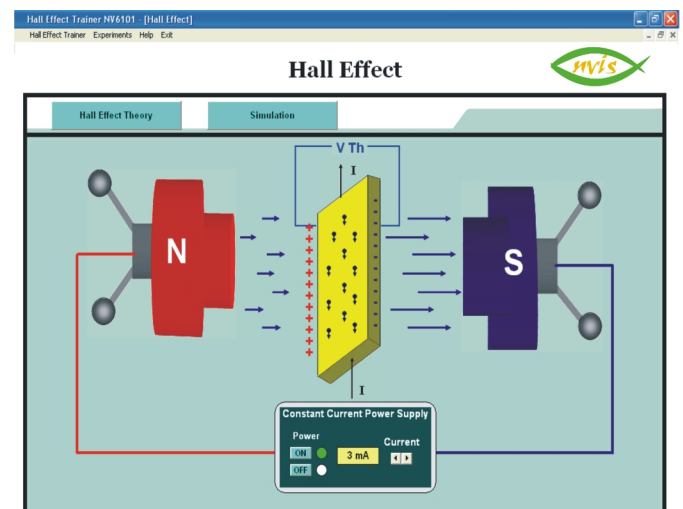 Hall Effect Trainer NV6101 - [Hall Effect]
Hall Effect Trainer Experiments Help Exit
Hall Effect
nvis
Hall Effect Theory
Simulation
V Th
I
N
S
I
Constant Current Power Supply
Power
Current
ON
3 mA
OFF